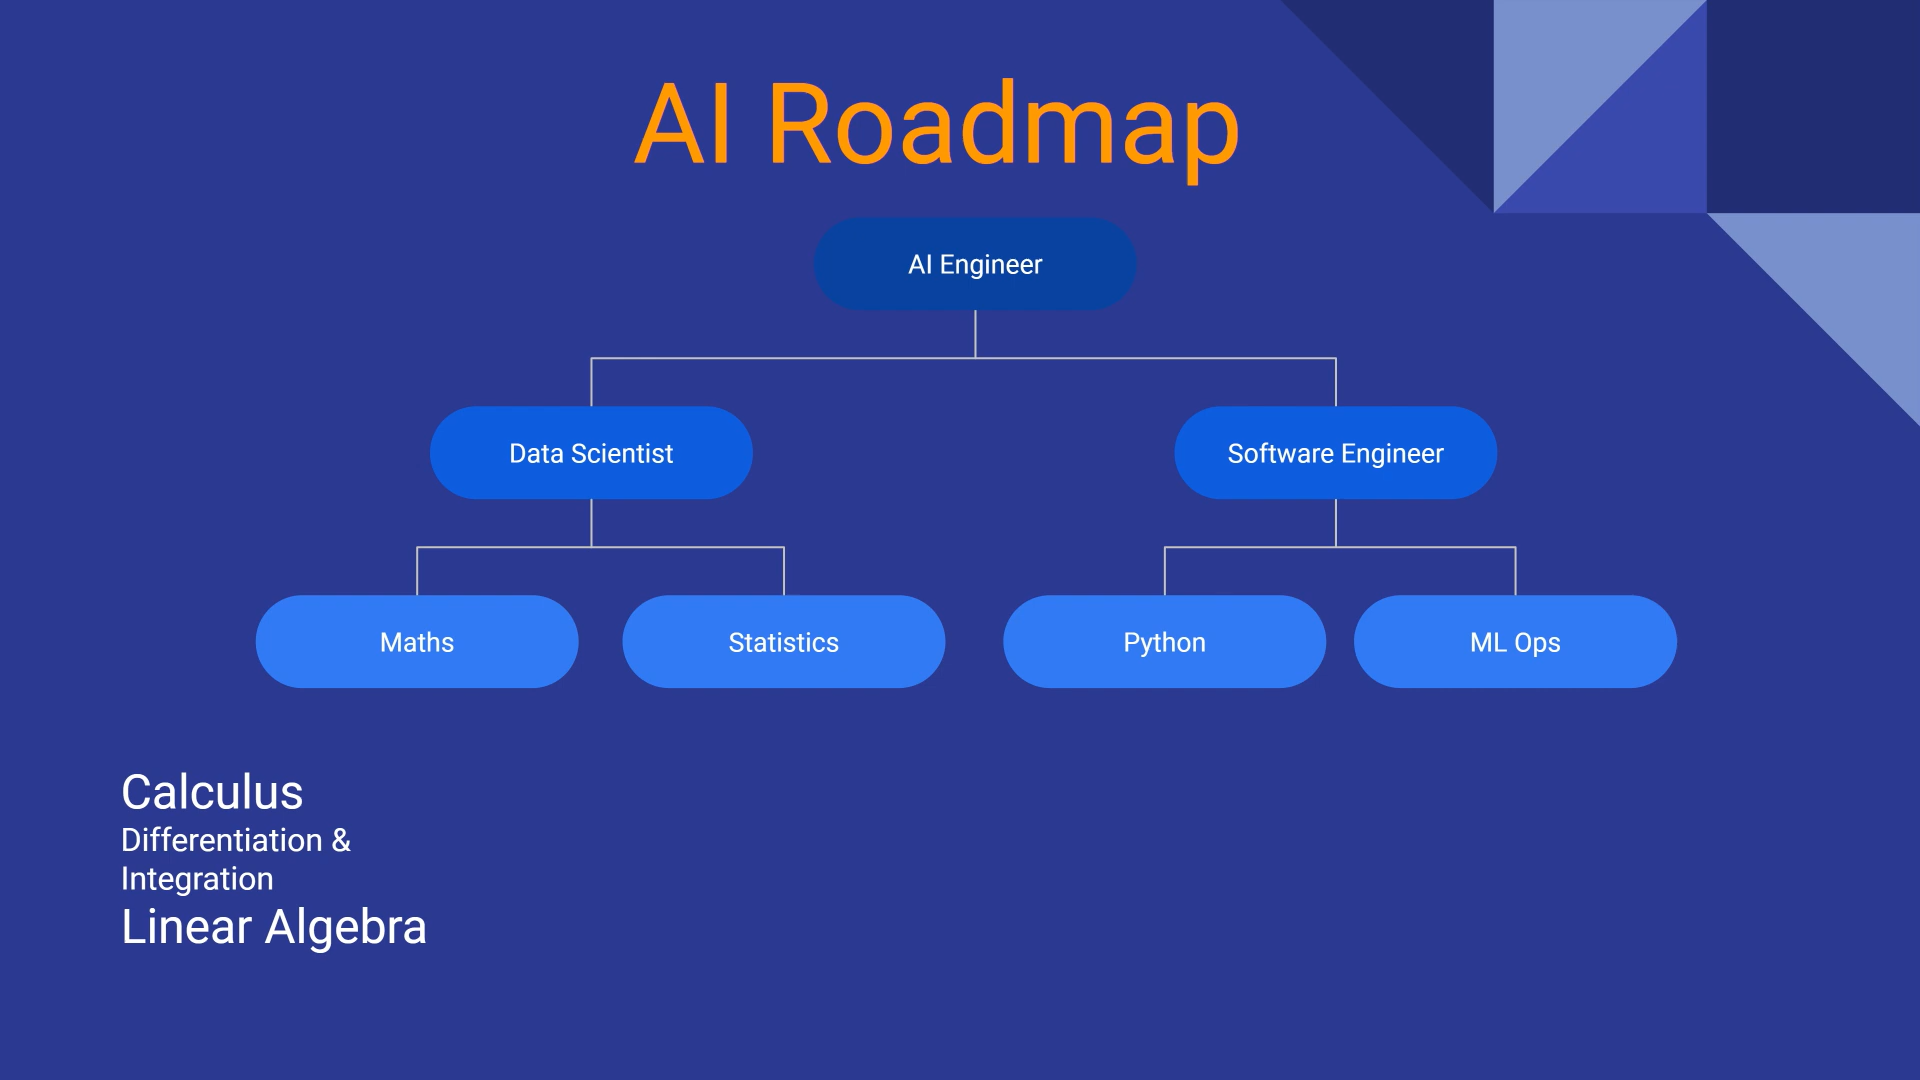 AI Roadmap
AI Engineer
Data Scientist
Software Engineer
Maths
Statistics
Python
ML Ops
Calculus
Differentiation &
Integration
Linear Algebra